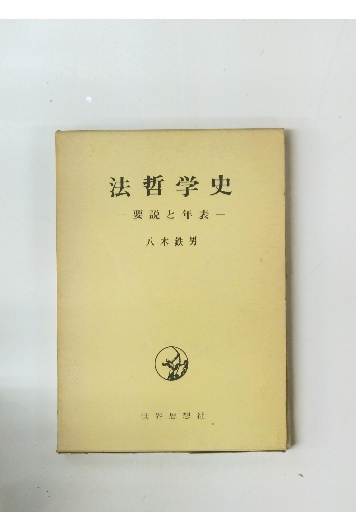 法哲学史
—要説と年表—
八木鉄男
世界思想社